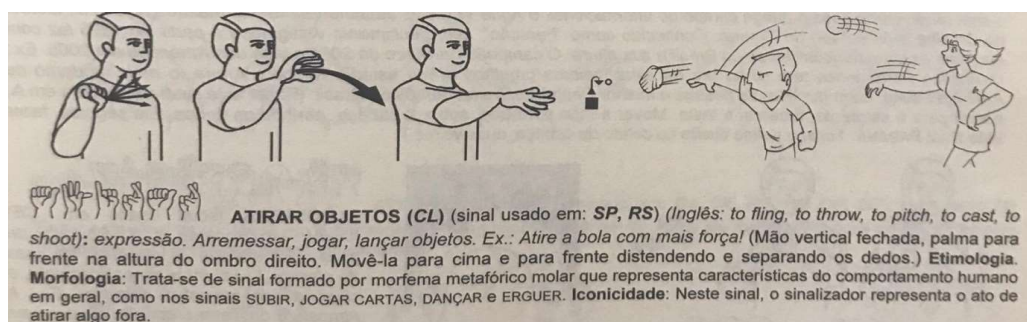 ATIRAR OBJETOS (CL) (sinal usado em: SP, RS) (Inglês: to fling, to throw, to pitch, to cast, to
shoot): expressão. Arremessar, jogar, lançar objetos. Ex.: Atire a bola com mais força! (Mão vertical fechada, palma para
frente na altura do ombro direito. Movê-la para cima e para frente distendendo e separando os dedos.) Etimologia.
Morfologia: Trata-se de sinal formado por morfema metafórico molar que representa características do comportamento humano
em geral, como nos sinais SUBIR, JOGAR CARTAS, DANÇAR e ERGUER. Iconicidade: Neste sinal, o sinalizador representa o ato de
atirar algo fora.